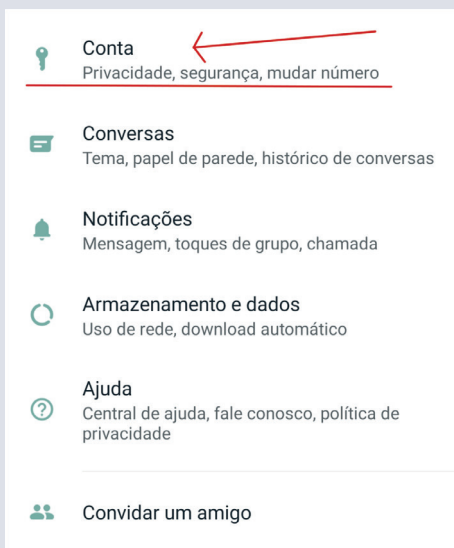 Conta
Privacidade, segurança, mudar número
Conversas
Tema, papel de parede, histórico de conversas
Notificações
Mensagem, toques de grupo, chamada
Armazenamento e dados
Uso de rede, download automático
Ajuda
Central de ajuda, fale conosco, política de
privacidade
Convidar um amigo